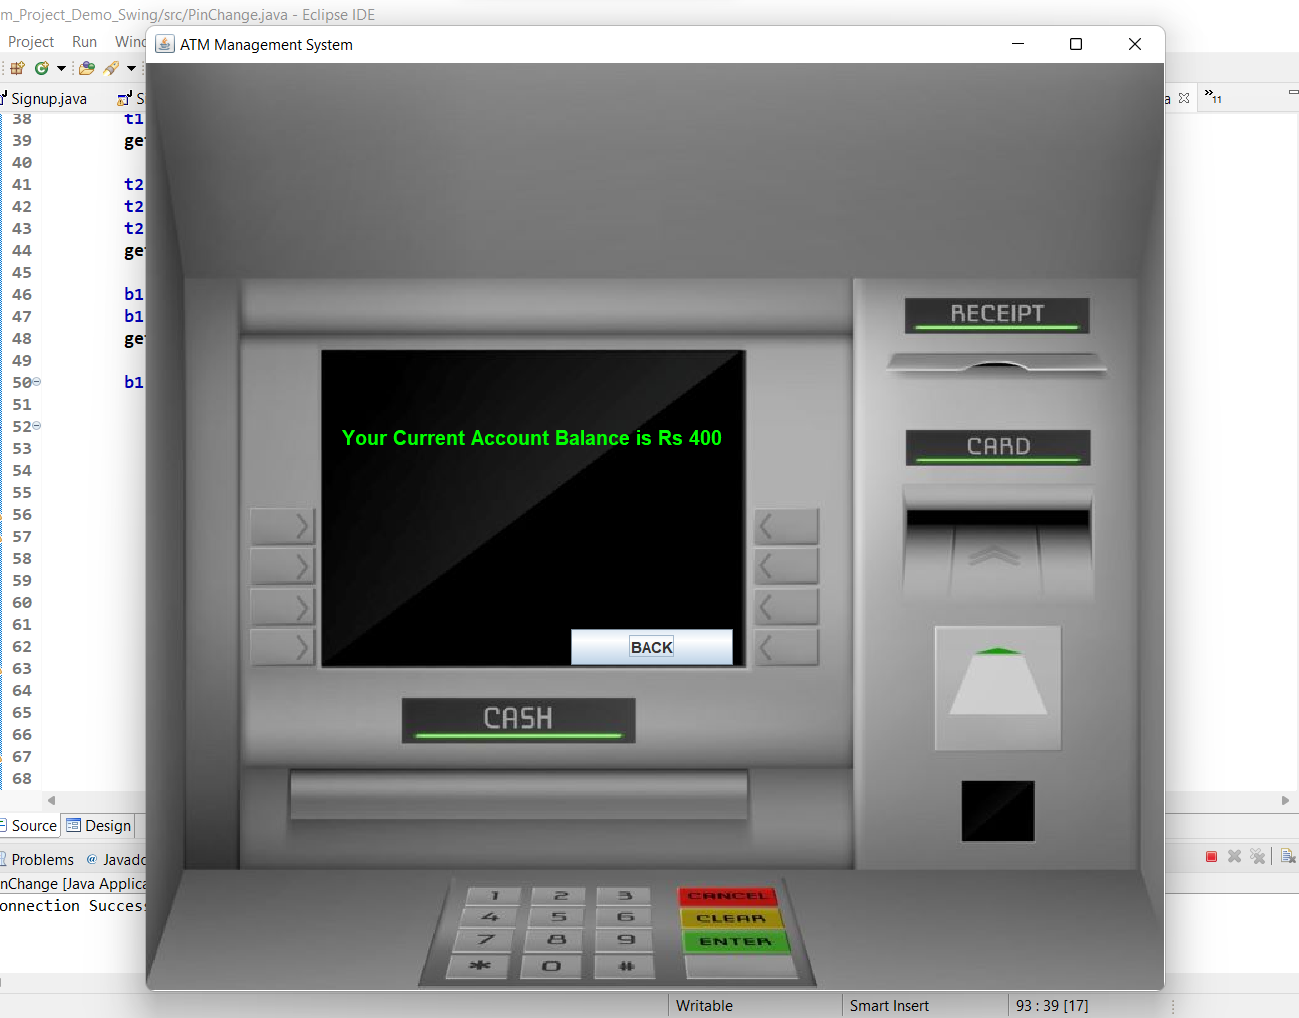 m_Project_Demo_Swing/src/PinChange.java - Eclipse IDE
Project Run
ATM Management System
Signup.java
11
38 t1
39
40
41 t2
42 t2
43 t2
44
45
46 b1
47 b1
48
49
50 b1
51
52
53
54
55
56
57
58
59
60
61
62
63
64
65
66
67
68
RECEIPT
Your Current Account Balance is Rs 400
CARD
BACK
CASH
Source Design
Problems @
nChange [Java Applica
onnection Success
1 2 3 CANCEL
4 5 6 CLEAR
7 8 9 ENTER
* 0 #
Writable Smart Insert 93 : 39 [17]